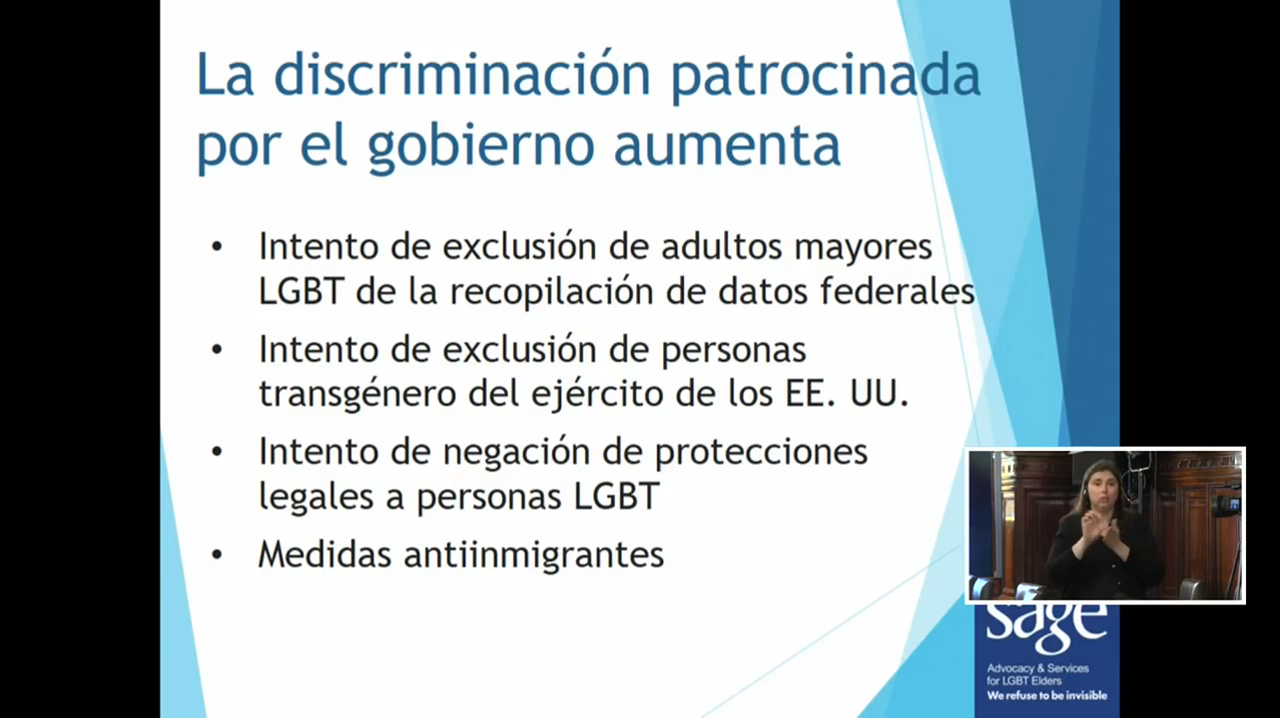 La discriminación patrocinada
por el gobierno aumenta
• Intento de exclusión de adultos mayores
LGBT de la recopilación de datos federales
• Intento de exclusión de personas
transgénero del ejército de los EE. UU.
• Intento de negación de protecciones
legales a personas LGBT
• Medidas antiinmigrantes
sage
Advocacy & Services
for LGBT Elders
We refuse to be invisible